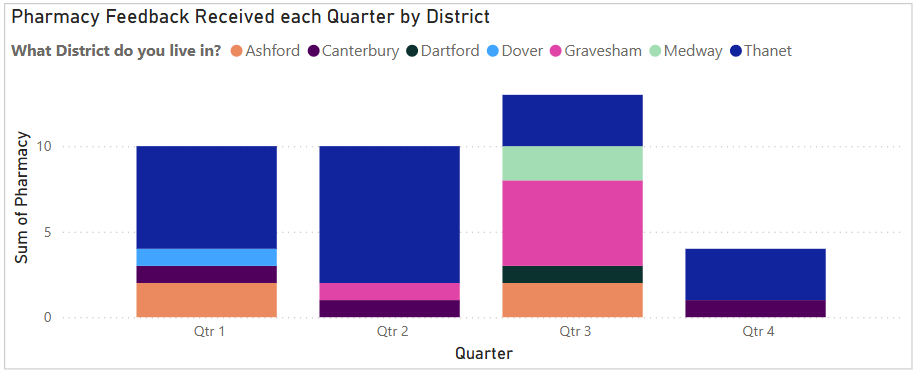 Pharmacy Feedback Received each Quarter by District
What District do you live in? Ashford Canterbury Dartford Dover Gravesham Medway Thanet
Sum of Pharmacy
10
5
0
Qtr 1 Qtr 2 Qtr 3 Qtr 4
Quarter